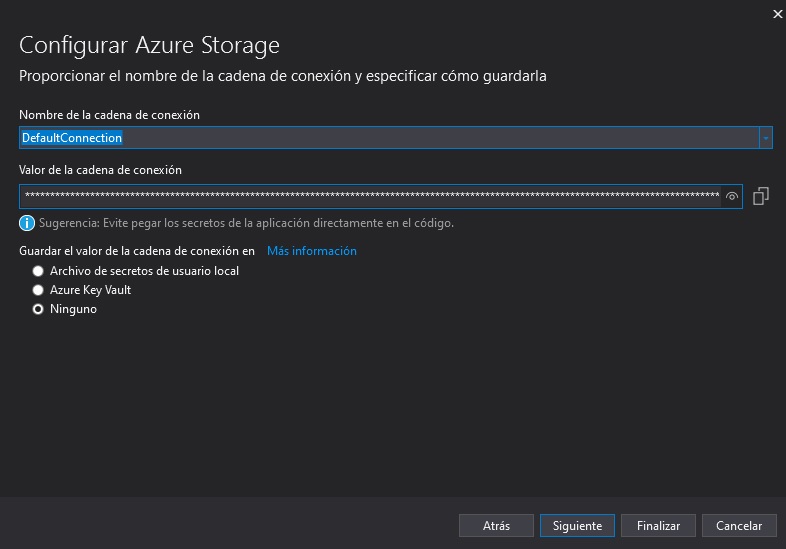 Configurar Azure Storage
Proporcionar el nombre de la cadena de conexión y especificar cómo guardarla
Nombre de la cadena de conexión
DefaultConnection
Valor de la cadena de conexión
********************************************************************************************************************************************
Sugerencia: Evite pegar los secretos de la aplicación directamente en el código.
Guardar el valor de la cadena de conexión en Más información
Archivo de secretos de usuario local
Azure Key Vault
Ninguno
Atrás Siguiente Finalizar Cancelar